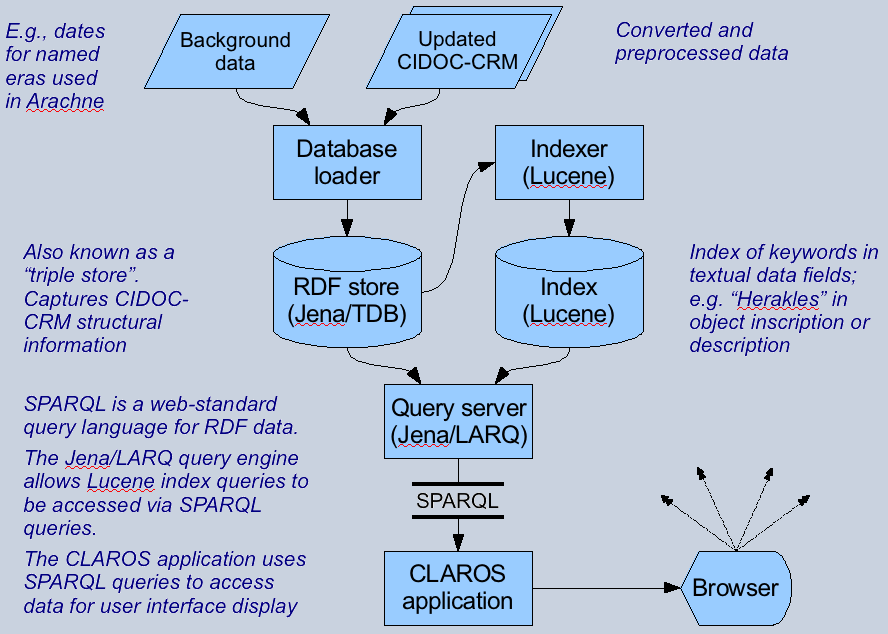 E.g., dates
for named
eras used
in Arachne
Background
data
Updated
CIDOC-CRM
Converted and
preprocessed data
Database
loader
Indexer
(Lucene)
Also known as a
“triple store”.
Captures CIDOC-
CRM structural
information
RDF store
(Jena/TDB)
Index
(Lucene)
Index of keywords in
textual data fields;
e.g. “Herakles” in
object inscription or
description
SPARQL is a web-standard
query language for RDF data.
The Jena/LARQ query engine
allows Lucene index queries to
be accessed via SPARQL
queries.
The CLAROS application uses
SPARQL queries to access
data for user interface display
Query server
(Jena/LARQ)
SPARQL
CLAROS
application
Browser